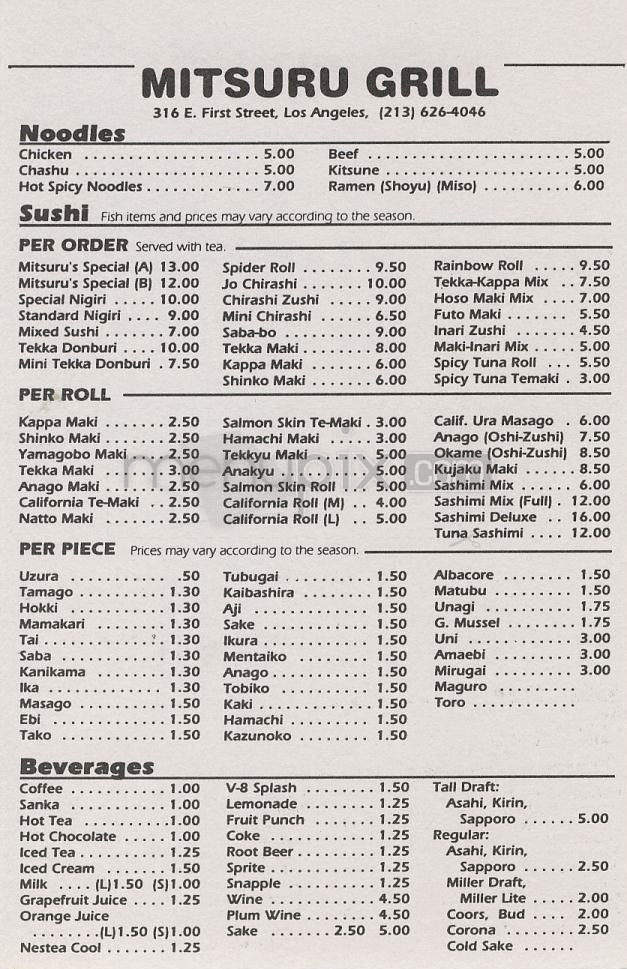 MITSURU GRILL
316 E. First Street, Los Angeles, (213) 626-4046
Noodles
Chicken .......... 5.00
Chashu .......... 5.00
Hot Spicy Noodles .......... 7.00
Beef .......... 5.00
Kitsune .......... 5.00
Ramen (Shoyu) (Miso) .......... 6.00
Sushi Fish items and prices may vary according to the season.
PER ORDER Served with tea.
Mitsuru's Special (A) 13.00
Mitsuru's Special (B) 12.00
Special Nigiri ..... 10.00
Standard Nigiri .... 9.00
Mixed Sushi ....... 7.00
Tekka Donburi .... 10.00
Mini Tekka Donburi . 7.50
Spider Roll ........ 9.50
Jo Chirashi ....... 10.00
Chirashi Zushi .... 9.00
Mini Chirashi ...... 6.50
Saba-bo .......... 9.00
Tekka Maki ........ 8.00
Kappa Maki ....... 6.00
Shinko Maki ....... 6.00
Rainbow Roll ..... 9.50
Tekka-Kappa Mix .. 7.50
Hoso Maki Mix .... 7.00
Futo Maki ....... 5.50
Inari Zushi ....... 4.50
Maki-Inari Mix ..... 5.00
Spicy Tuna Roll ... 5.50
Spicy Tuna Temaki . 3.00
PER ROLL
Kappa Maki ....... 2.50
Shinko Maki ....... 2.50
Yamagobo Maki ... 2.50
Tekka Maki ........ 3.00
Anago Maki ....... 2.50
California Te-Maki .. 2.50
Natto Maki ....... 2.50
Salmon Skin Te-Maki . 3.00
Hamachi Maki .... 3.00
Tekkyu Maki ...... 5.00
Anakyu .......... 5.00
Salmon Skin Roll ... 5.00
California Roll (M) .. 4.00
California Roll (L) .. 5.00
Calif. Ura Masago . 6.00
Anago (Oshi-Zushi) 7.50
Okame (Oshi-Zushi) 8.50
Kujaku Maki ...... 8.50
Sashimi Mix ...... 6.00
Sashimi Mix (Full) . 12.00
Sashimi Deluxe .. 16.00
Tuna Sashimi .... 12.00
PER PIECE Prices may vary according to the season.
Uzura .......... .50
Tamago .......... 1.30
Hokki .......... 1.30
Mamakari ........ 1.30
Tai ............ 1.30
Saba ........... 1.30
Kanikama ........ 1.30
Ika ............ 1.30
Masago .......... 1.50
Ebi ............ 1.50
Tako ........... 1.50
Tubugai .......... 1.50
Kaibashira ........ 1.50
Aji ............. 1.50
Sake ............ 1.50
Ikura ............ 1.50
Mentaiko ......... 1.50
Anago ........... 1.50
Tobiko .......... 1.50
Kaki ............ 1.50
Hamachi ......... 1.50
Kazunoko ........ 1.50
Albacore ........ 1.50
Matubu ......... 1.50
Unagi .......... 1.75
G. Mussel ........ 1.75
Uni ............ 3.00
Amaebi ......... 3.00
Mirugai ......... 3.00
Maguro .........
Toro ...........
Beverages
Coffee ........... 1.00
Sanka ........... 1.00
Hot Tea .......... 1.00
Hot Chocolate ..... 1.00
Iced Tea .......... 1.25
Iced Cream ....... 1.50
Milk .... (L)1.50 (S)1.00
Grapefruit Juice .... 1.25
Orange Juice
........(L)1.50 (S)1.00
Nestea Cool ....... 1.25
V-8 Splash ........ 1.50
Lemonade ........ 1.25
Fruit Punch ....... 1.25
Coke ............ 1.25
Root Beer ......... 1.25
Sprite ........... 1.25
Snapple .......... 1.25
Wine ............ 4.50
Plum Wine ........ 4.50
Sake ....... 2.50 5.00
Tall Draft:
Asahi, Kirin,
Sapporo ...... 5.00
Regular:
Asahi, Kirin,
Sapporo ...... 2.50
Miller Draft,
Miller Lite ..... 2.00
Coors, Bud .... 2.00
Corona ........ 2.50
Cold Sake ......
menupix.com